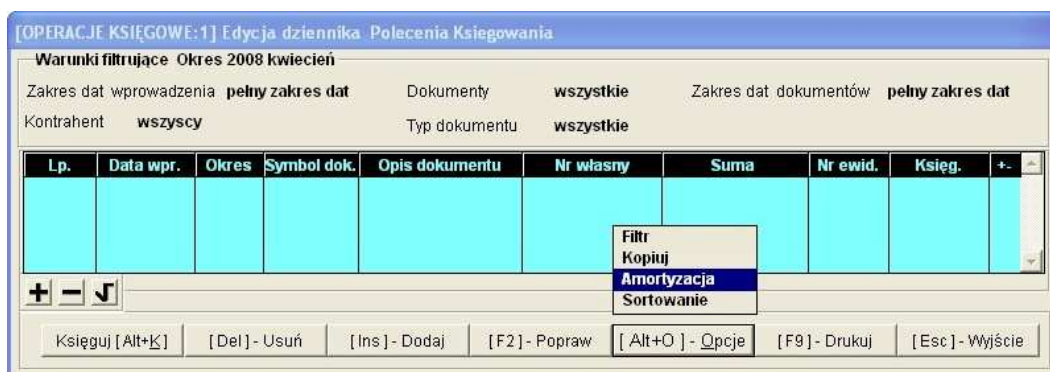 [OPERACJE KSIĘGOWE:1] Edycja dziennika Polecenia Ksiegowania
Warunki filtrujące Okres 2008 kwiecień
Zakres dat wprowadzenia pełny zakres dat Dokumenty wszystkie Zakres dat dokumentów pełny zakres dat
Kontrahent wszyscy Typ dokumentu wszystkie
Lp. Data wpr. Okres Symbol dok. Opis dokumentu Nr własny Suma Nr ewid. Księg. +-
Filtr
Kopiuj
Amortyzacja
Sortowanie
Księguj [ Alt+K ] [ Del ] - Usuń [ Ins ] - Dodaj [ F2 ] - Popraw [ Alt+O ] - Opcje [ F9 ] - Drukuj [ Esc ] - Wyjście